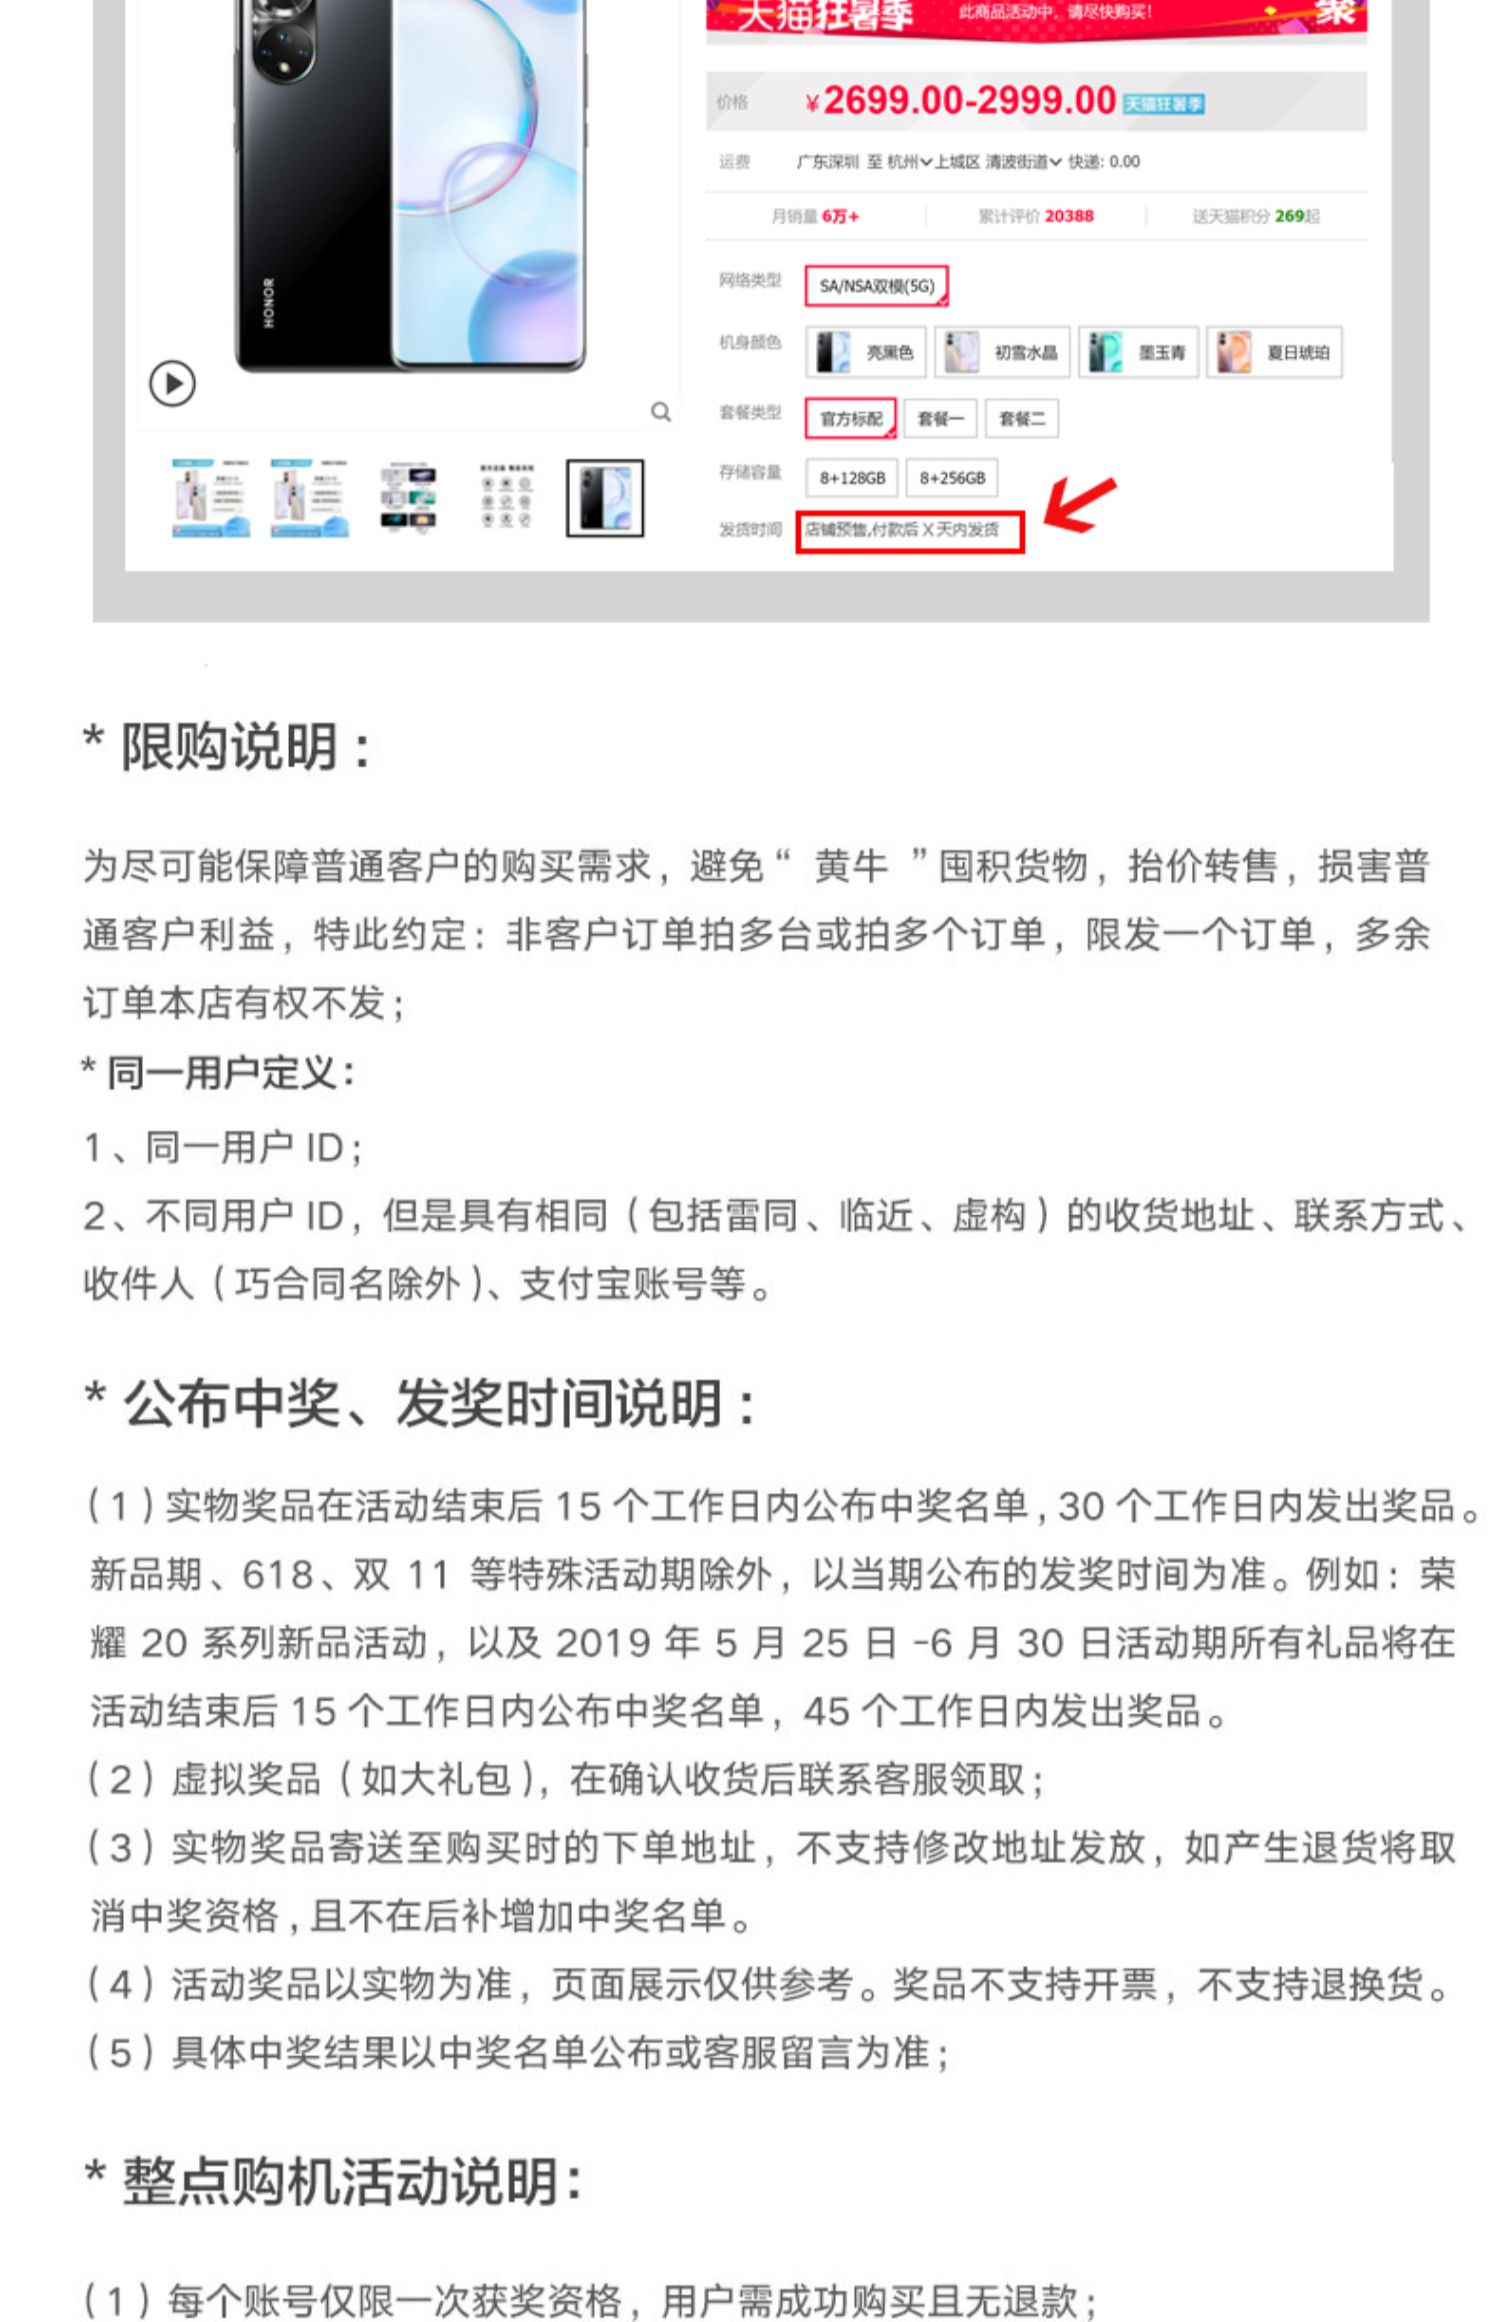 天猫狂暑季
此商品活动中,请尽快购买!
聚
价格 ¥2699.00-2999.00 天猫狂暑季
运费 广东深圳 至 杭州 上城区 清波街道 快递: 0.00
月销量 6万+ 累计评价 20388 送天猫积分 269起
HONOR
网络类型 SA/NSA双模(5G)
机身颜色 亮黑色 初雪水晶 墨玉青 夏日琥珀
套餐类型 官方标配 套餐一 套餐二
存储容量 8+128GB 8+256GB
发货时间 店铺预售,付款后 X 天内发货
* 限购说明：
为尽可能保障普通客户的购买需求，避免“ 黄牛 ”囤积货物，抬价转售，损害普
通客户利益，特此约定：非客户订单拍多台或拍多个订单，限发一个订单，多余
订单本店有权不发；
* 同一用户定义：
1、同一用户 ID；
2、不同用户 ID，但是具有相同（包括雷同、临近、虚构）的收货地址、联系方式、
收件人（巧合同名除外）、支付宝账号等。
* 公布中奖、发奖时间说明：
（1）实物奖品在活动结束后 15 个工作日内公布中奖名单，30 个工作日内发出奖品。
新品期、618、双 11 等特殊活动期除外，以当期公布的发奖时间为准。例如：荣
耀 20 系列新品活动，以及 2019 年 5 月 25 日 -6 月 30 日活动期所有礼品将在
活动结束后 15 个工作日内公布中奖名单，45 个工作日内发出奖品。
（2）虚拟奖品（如大礼包），在确认收货后联系客服领取；
（3）实物奖品寄送至购买时的下单地址，不支持修改地址发放，如产生退货将取
消中奖资格，且不在后补增加中奖名单。
（4）活动奖品以实物为准，页面展示仅供参考。奖品不支持开票，不支持退换货。
（5）具体中奖结果以中奖名单公布或客服留言为准；
* 整点购机活动说明：
（1）每个账号仅限一次获奖资格，用户需成功购买且无退款；